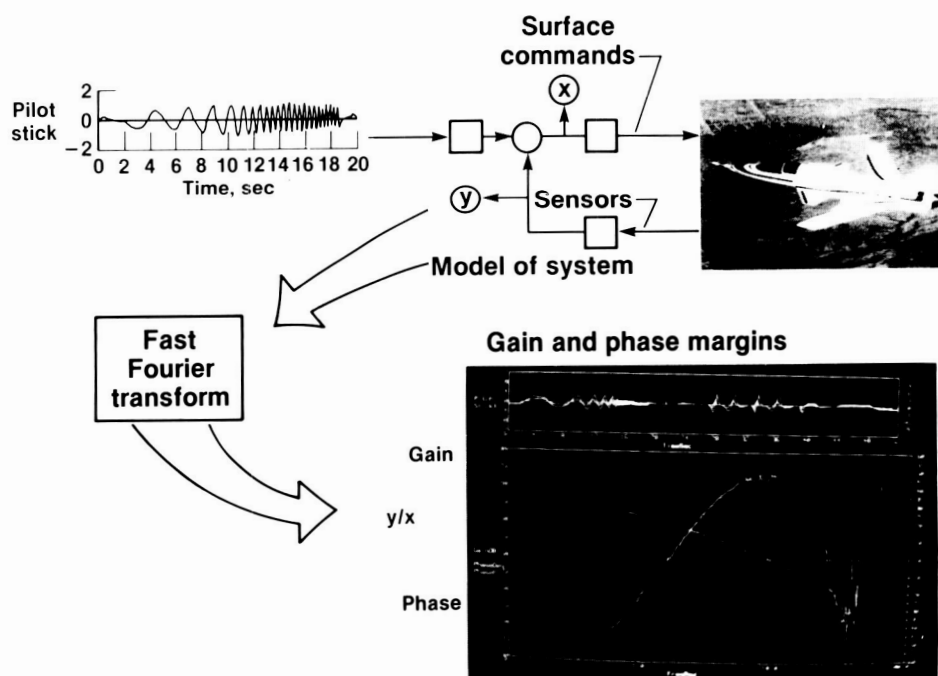 Surface
commands
x
Pilot
stick
2
0
−2
0 2 4 6 8 10 12 14 16 18 20
Time, sec
y
Sensors
Model of system
Fast
Fourier
transform
Gain and phase margins
Gain
y/x
Phase